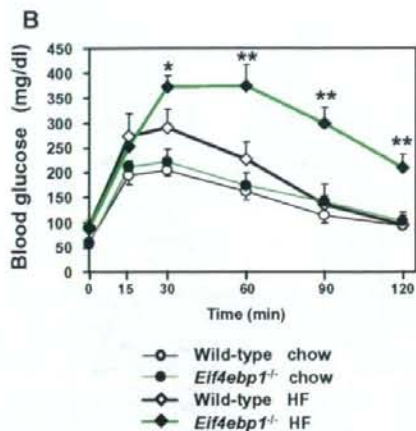 B
Blood glucose (mg/dl)
450
400
350
300
250
200
150
100
50
0
* ** ** **
0 15 30 60 90 120
Time (min)
Wild-type chow
Eif4ebp1-/- chow
Wild-type HF
Eif4ebp1-/- HF